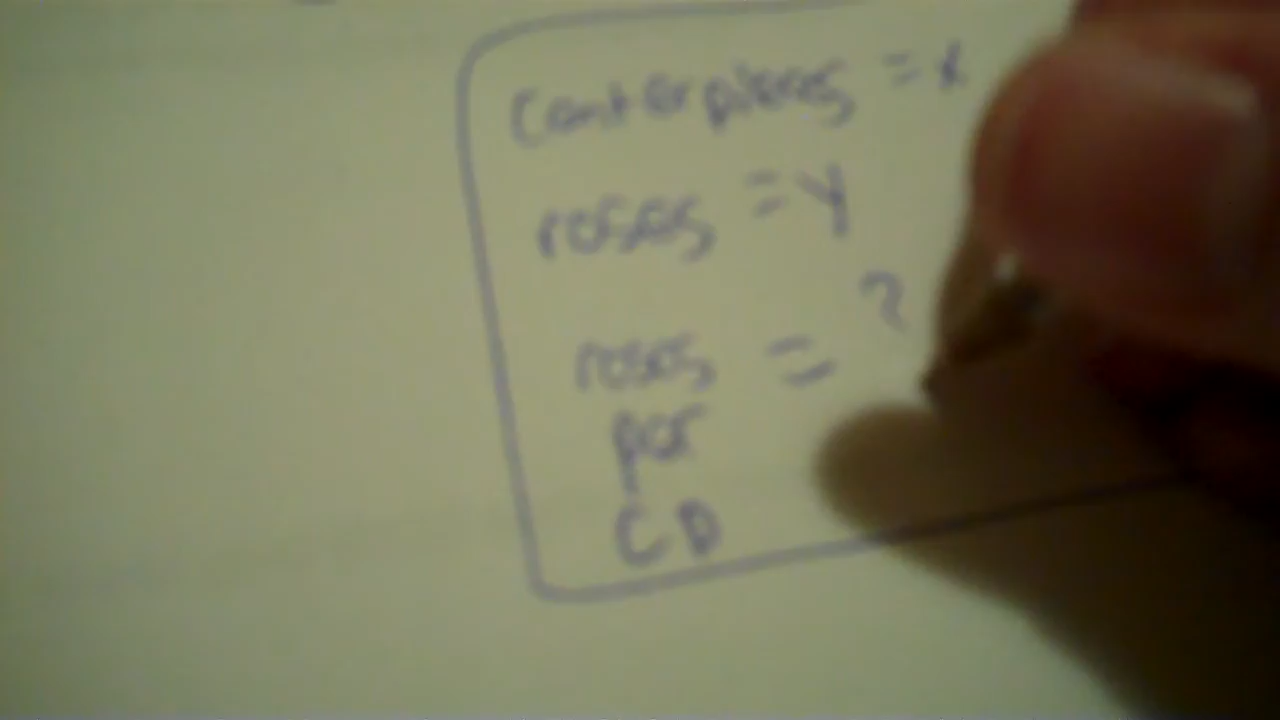 Centerpieces = x
roses = y
?
roses =
per
CD